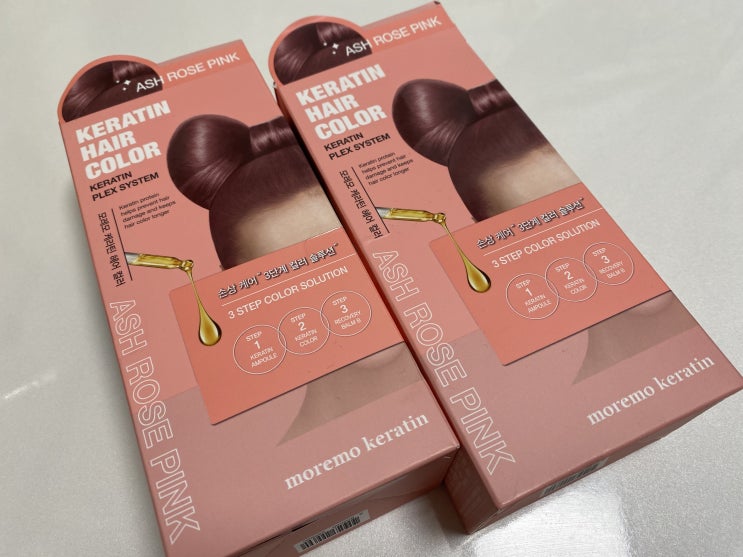 ASH ROSE PINK
KERATIN
HAIR
COLOR
KERATIN
PLEX SYSTEM
Keratin protein
helps prevent hair
damage and keeps
hair color longer
모레모 케라틴 헤어 컬러
손상 케어 "3단계 컬러 솔루션"
3 STEP COLOR SOLUTION
STEP
1
KERATIN
AMPOULE
STEP
2
KERATIN
COLOR
STEP
3
RECOVERY
BALM B
ASH ROSE PINK
moremo keratin
ASH ROSE PINK
KERATIN
HAIR
COLOR
KERATIN
PLEX SYSTEM
Keratin protein
helps prevent hair
damage and keeps
hair color longer
모레모 케라틴 헤어 컬러
손상 케어 "3단계 컬러 솔루션"
3 STEP COLOR SOLUTION
STEP
1
KERATIN
AMPOULE
STEP
2
KERATIN
COLOR
STEP
3
RECOVERY
BALM B
ASH ROSE PINK
moremo keratin